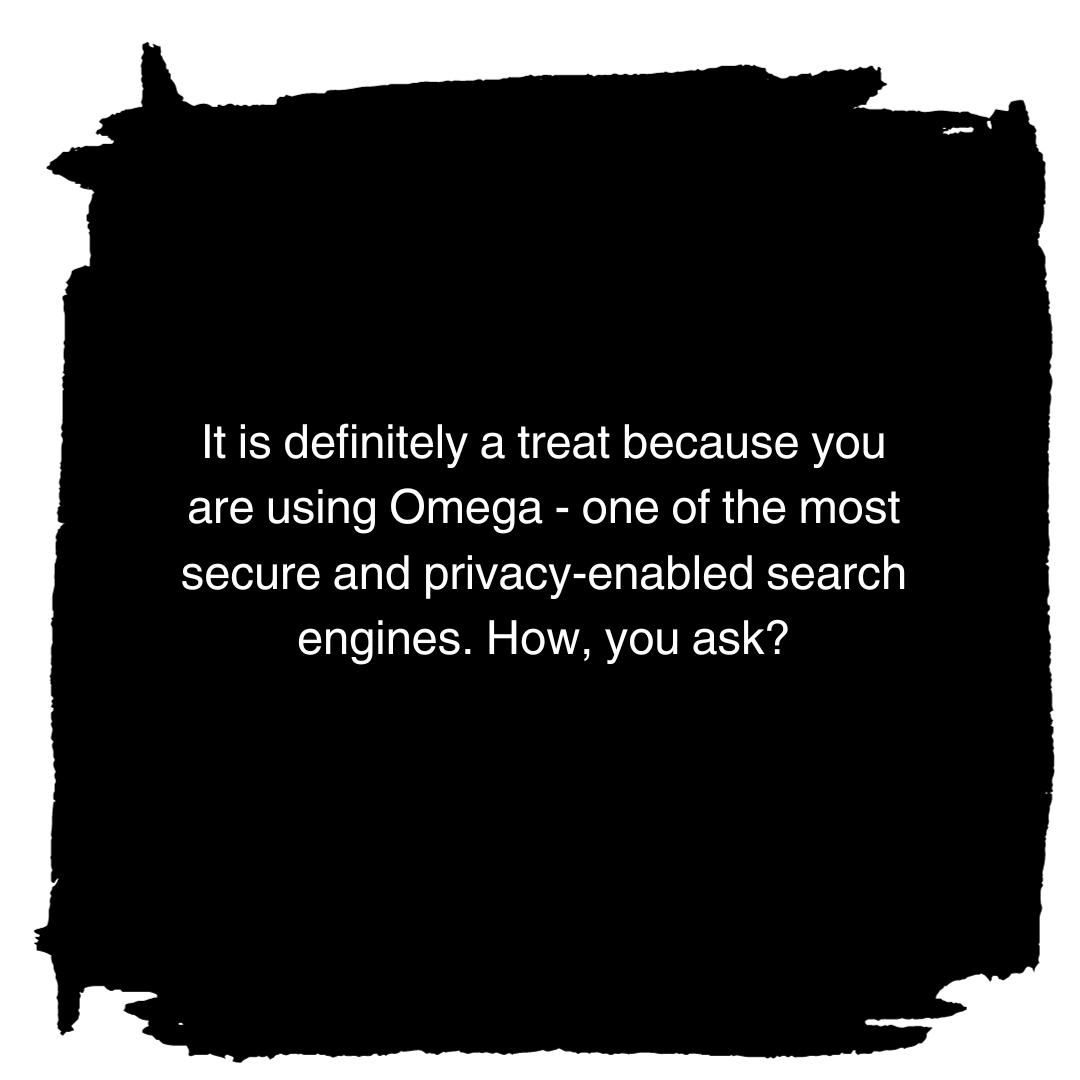 It is definitely a treat because you
are using Omega - one of the most
secure and privacy-enabled search
engines. How, you ask?